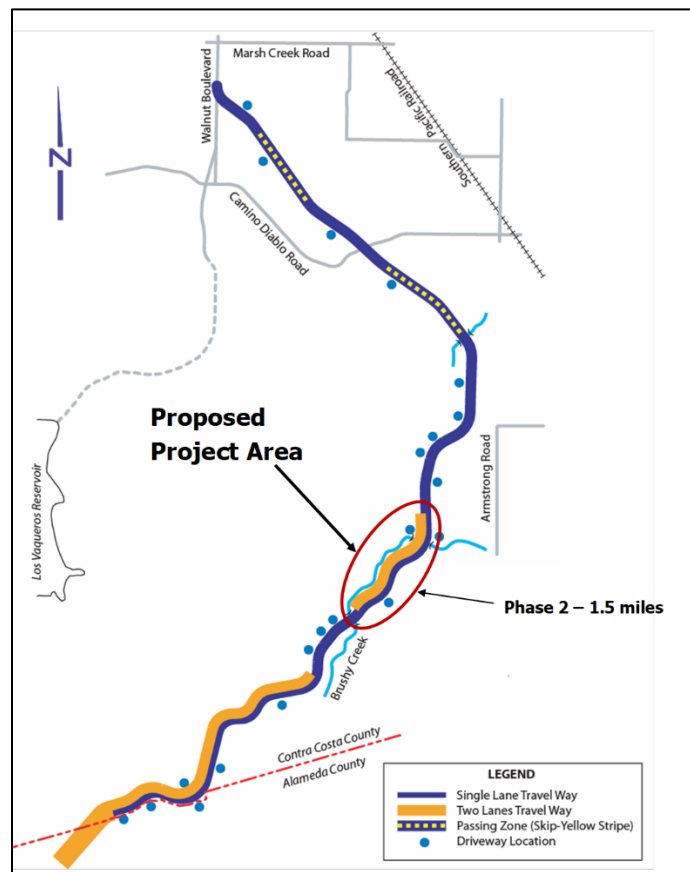 Marsh Creek Road
Walnut Boulevard
Southern
Pacific Railroad
N
Camino Diablo
Road
Proposed
Project Area
Armstrong Road
Los Vaqueros Reservoir
Phase 2 – 1.5 miles
Brushy Creek
Contra Costa County
Alameda County
LEGEND
Single Lane Travel Way
Two Lanes Travel Way
Passing Zone (Skip-Yellow Stripe)
Driveway Location